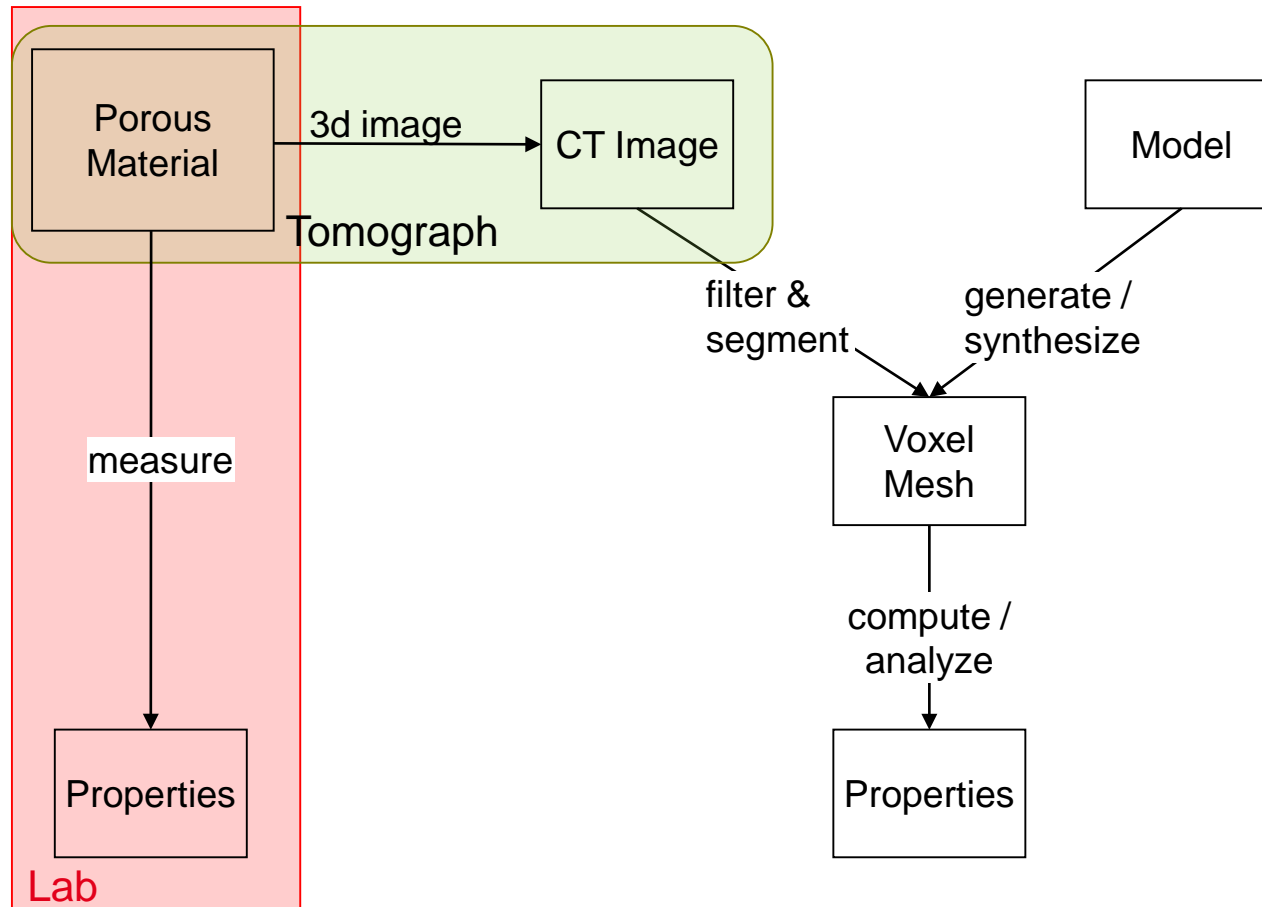 Porous
Material
3d image
CT Image
Model
Tomograph
filter &
segment
generate /
synthesize
Voxel
Mesh
measure
compute /
analyze
Properties
Properties
Lab